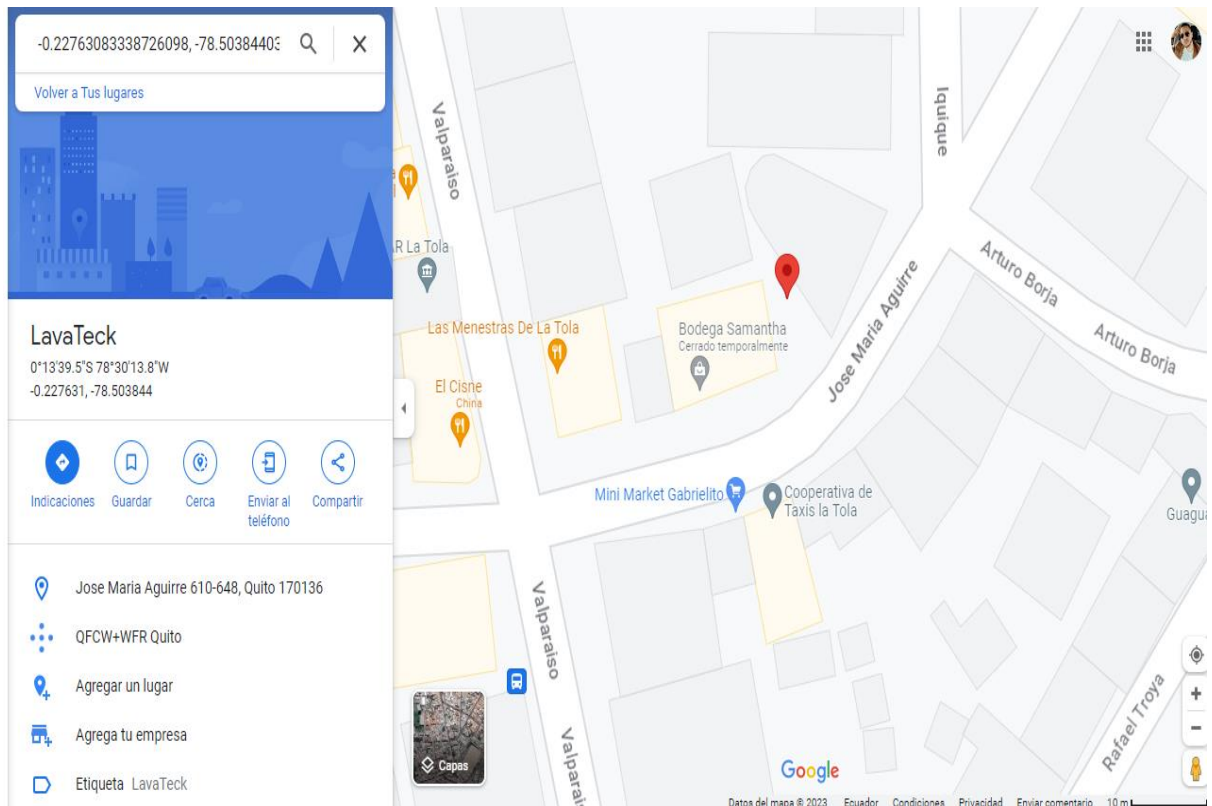 -0.22763083338726098, -78.50384403
Volver a Tus lugares
LavaTeck
0°13'39.5"S 78°30'13.8"W
-0.227631, -78.503844
Indicaciones
Guardar
Cerca
Enviar al
teléfono
Compartir
Jose Maria Aguirre 610-648, Quito 170136
QFCW+WFR Quito
Agregar un lugar
Agrega tu empresa
Etiqueta LavaTeck
Valparaiso
Iquique
R La Tola
Arturo Borja
Arturo Borja
Las Menestras De La Tola
Bodega Samantha
Cerrado temporalmente
Jose Maria Aguirre
El Cisne
China
Mini Market Gabrielito
Cooperativa de
Taxis la Tola
Guagu
Valparaiso
Valparais
Rafael Troya
Capas
Google
Datos del mapa © 2023 Ecuador Condiciones Privacidad Enviar comentario 10 m